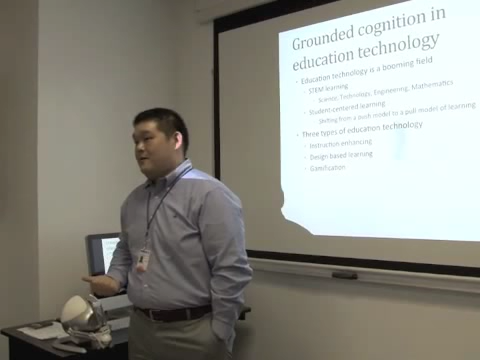 Grounded cognition in
education technology
Education technology is a booming field
STEM learning
Science, Technology, Engineering, Mathematics
Student-centered learning
Shifting from a push model to a pull model of learning
Three types of education technology
Instruction enhancing
Design based learning
Gamification